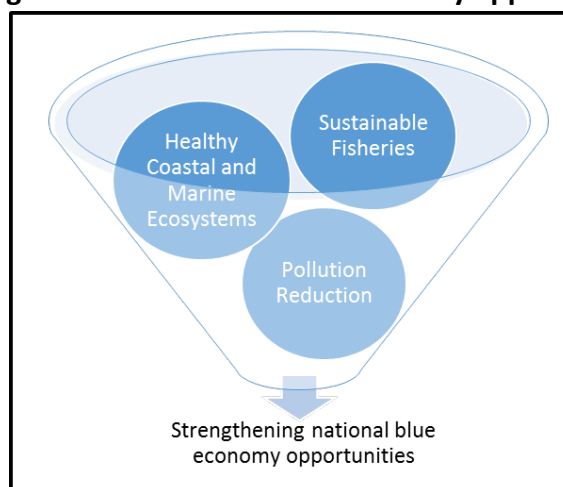 Healthy
Coastal and
Marine
Ecosystems
Sustainable
Fisheries
Pollution
Reduction
Strengthening national blue
economy opportunities